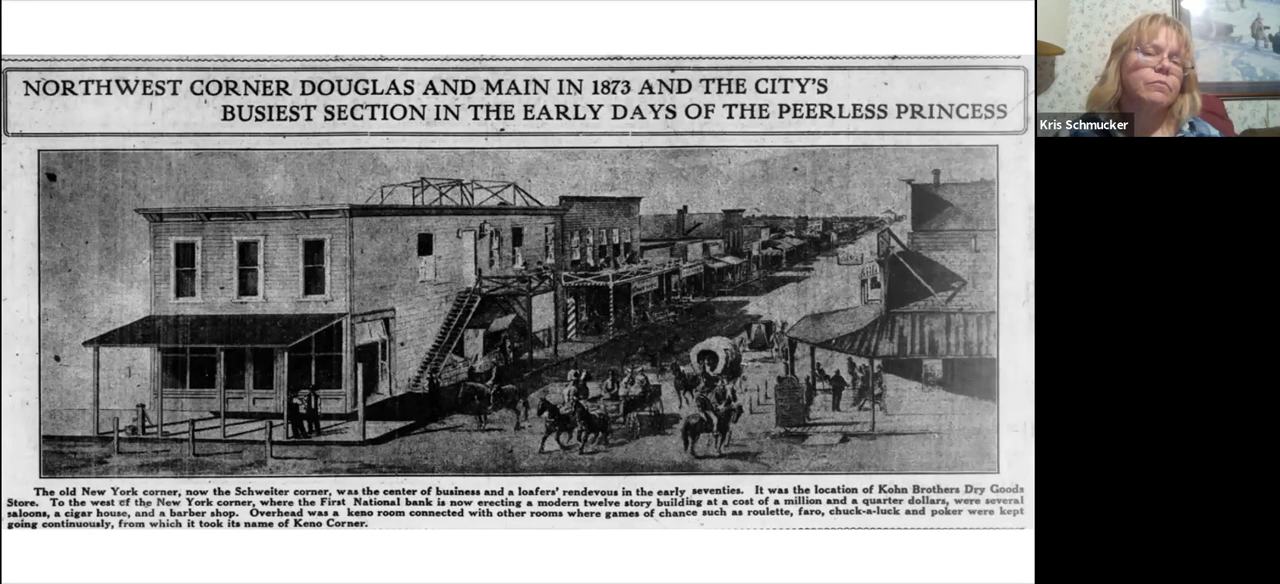 NORTHWEST CORNER DOUGLAS AND MAIN IN 1873 AND THE CITY'S
BUSIEST SECTION IN THE EARLY DAYS OF THE PEERLESS PRINCESS
Kris Schmucker
The old New York corner, now the Schweiter corner, was the center of business and a loafers' rendevous in the early seventies. It was the location of Kohn Brothers Dry Goods
Store. To the west of the New York corner, where the First National bank is now erecting a modern twelve story building at a cost of a million and a quarter dollars, were several
saloons, a cigar house, and a barber shop. Overhead was a keno room connected with other rooms where games of chance such as roulette, faro, chuck-a-luck and poker were kept
going continuously, from which it took its name of Keno Corner.